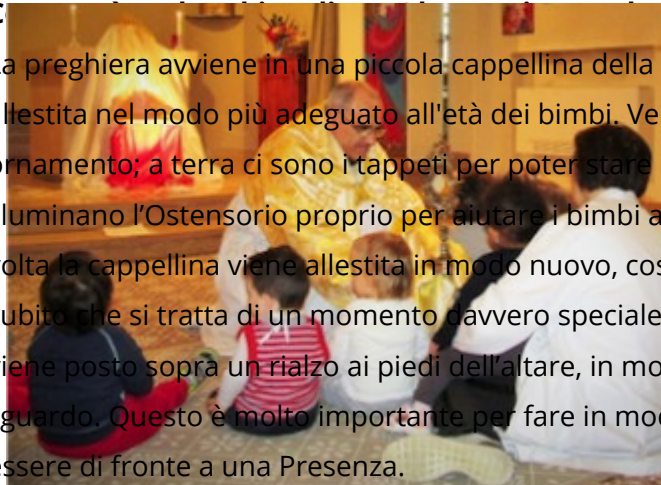 a preghiera avviene in una piccola cappellina della
llestita nel modo più adeguato all'età dei bimbi. Ve
ornamento; a terra ci sono i tappeti per poter stare
luminano l’Ostensorio proprio per aiutare i bimbi a
volta la cappellina viene allestita in modo nuovo, cos
ubito che si tratta di un momento davvero speciale
viene posto sopra un rialzo ai piedi dell’altare, in mo
guardo. Questo è molto importante per fare in mod
essere di fronte a una Presenza.